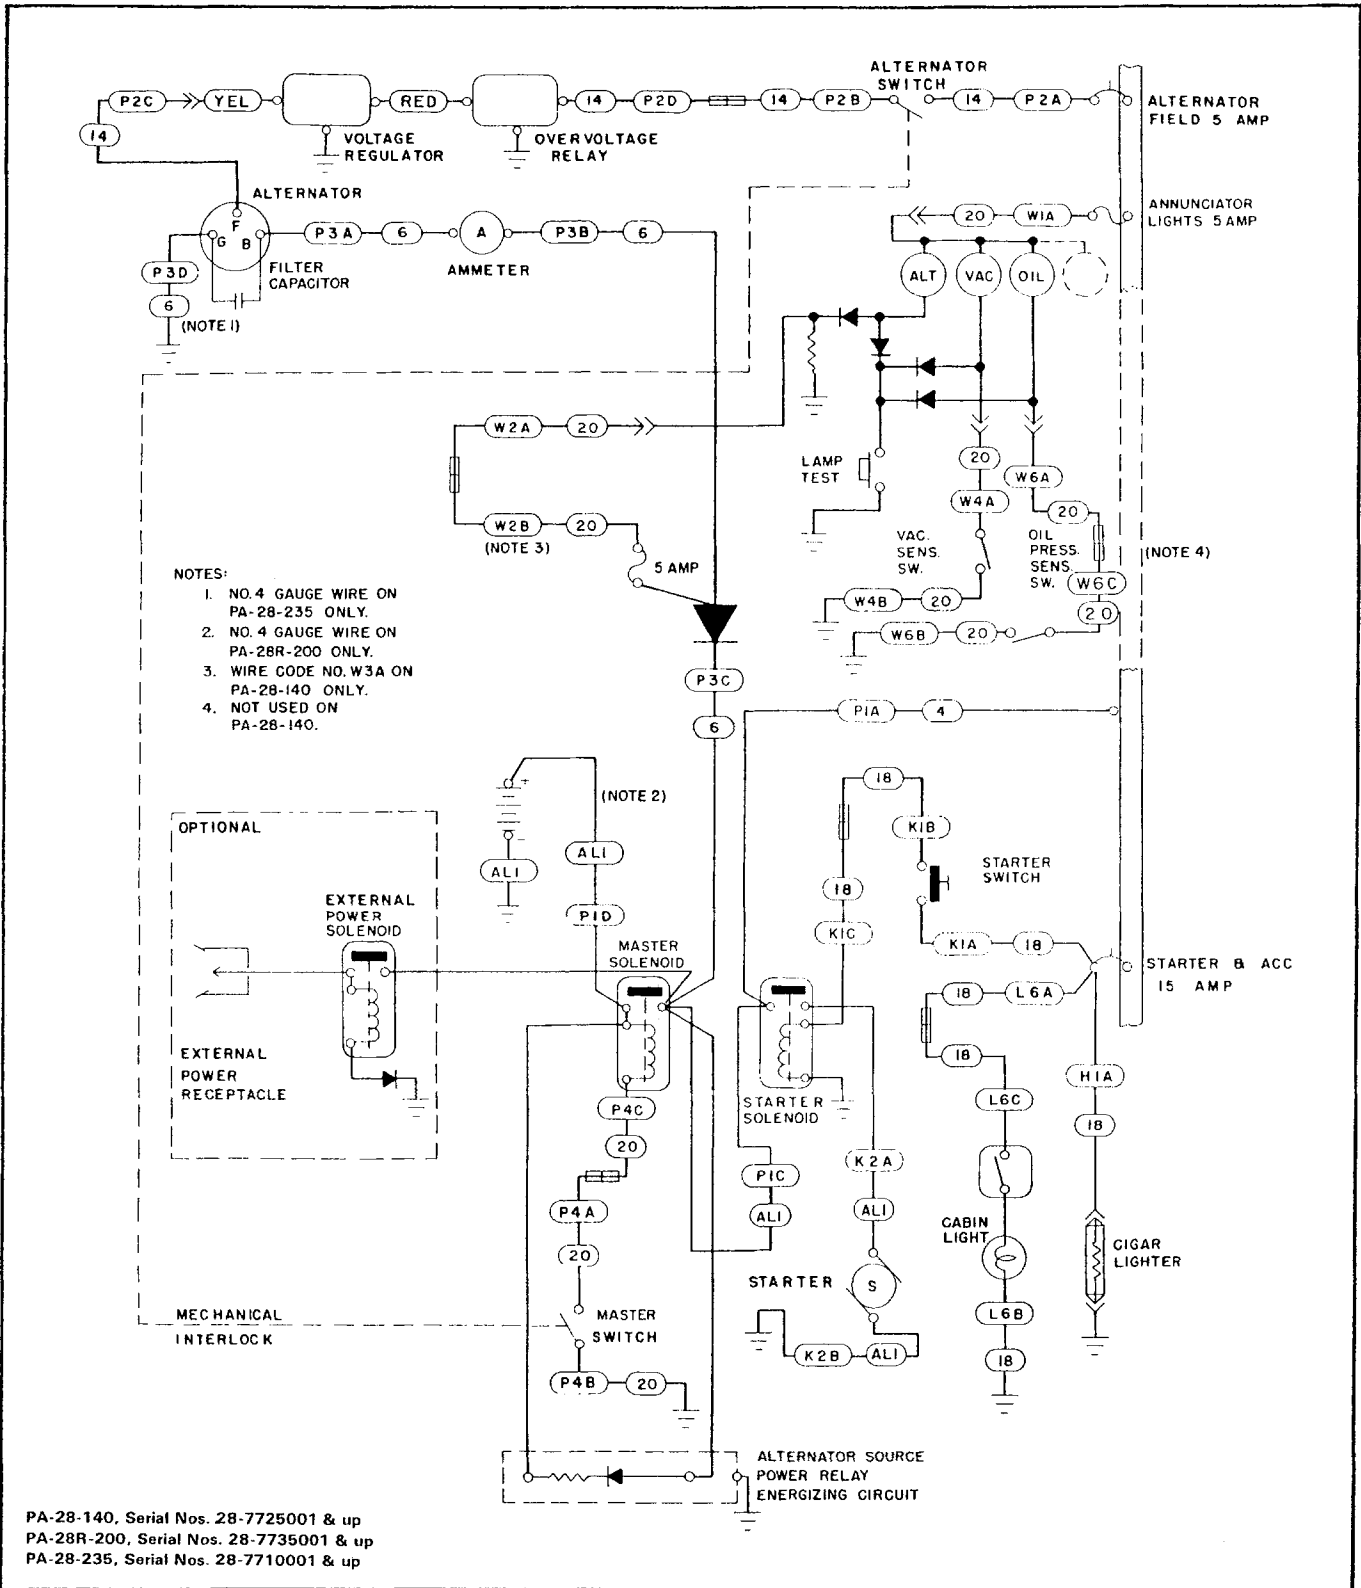 ALTERNATOR
SWITCH
P2C
YEL
RED
14
P2D
14
P2B
14
P2A
ALTERNATOR
FIELD 5 AMP
14
VOLTAGE
REGULATOR
OVERVOLTAGE
RELAY
ALTERNATOR
F
G
B
P3A
6
A
P3B
6
AMMETER
20
W1A
ANNUNCIATOR
LIGHTS 5 AMP
P3D
6
(NOTE 1)
FILTER
CAPACITOR
ALT
VAC
OIL
W2A
20
W2B
20
(NOTE 3)
5 AMP
LAMP
TEST
20
W4A
W6A
20
VAC.
SENS.
SW.
OIL
PRESS.
SENS.
SW.
(NOTE 4)
W6C
20
W4B
20
W6B
20
NOTES:
1. NO. 4 GAUGE WIRE ON
PA-28-235 ONLY.
2. NO. 4 GAUGE WIRE ON
PA-28R-200 ONLY.
3. WIRE CODE NO. W3A ON
PA-28-140 ONLY.
4. NOT USED ON
PA-28-140.
P3C
6
P1A
4
+
-
(NOTE 2)
AL1
AL1
P1D
18
K1B
18
K1C
STARTER
SWITCH
K1A
18
STARTER & ACC
15 AMP
OPTIONAL
EXTERNAL
POWER
SOLENOID
EXTERNAL
POWER
RECEPTACLE
MASTER
SOLENOID
STARTER
SOLENOID
18
L6A
18
L6C
H1A
18
P4C
20
P4A
20
P1C
AL1
K2A
AL1
STARTER
S
K2B
AL1
CABIN
LIGHT
L6B
18
CIGAR
LIGHTER
MECHANICAL
INTERLOCK
MASTER
SWITCH
P4B
20
ALTERNATOR SOURCE
POWER RELAY
ENERGIZING CIRCUIT
PA-28-140, Serial Nos. 28-7725001 & up
PA-28R-200, Serial Nos. 28-7735001 & up
PA-28-235, Serial Nos. 28-7710001 & up